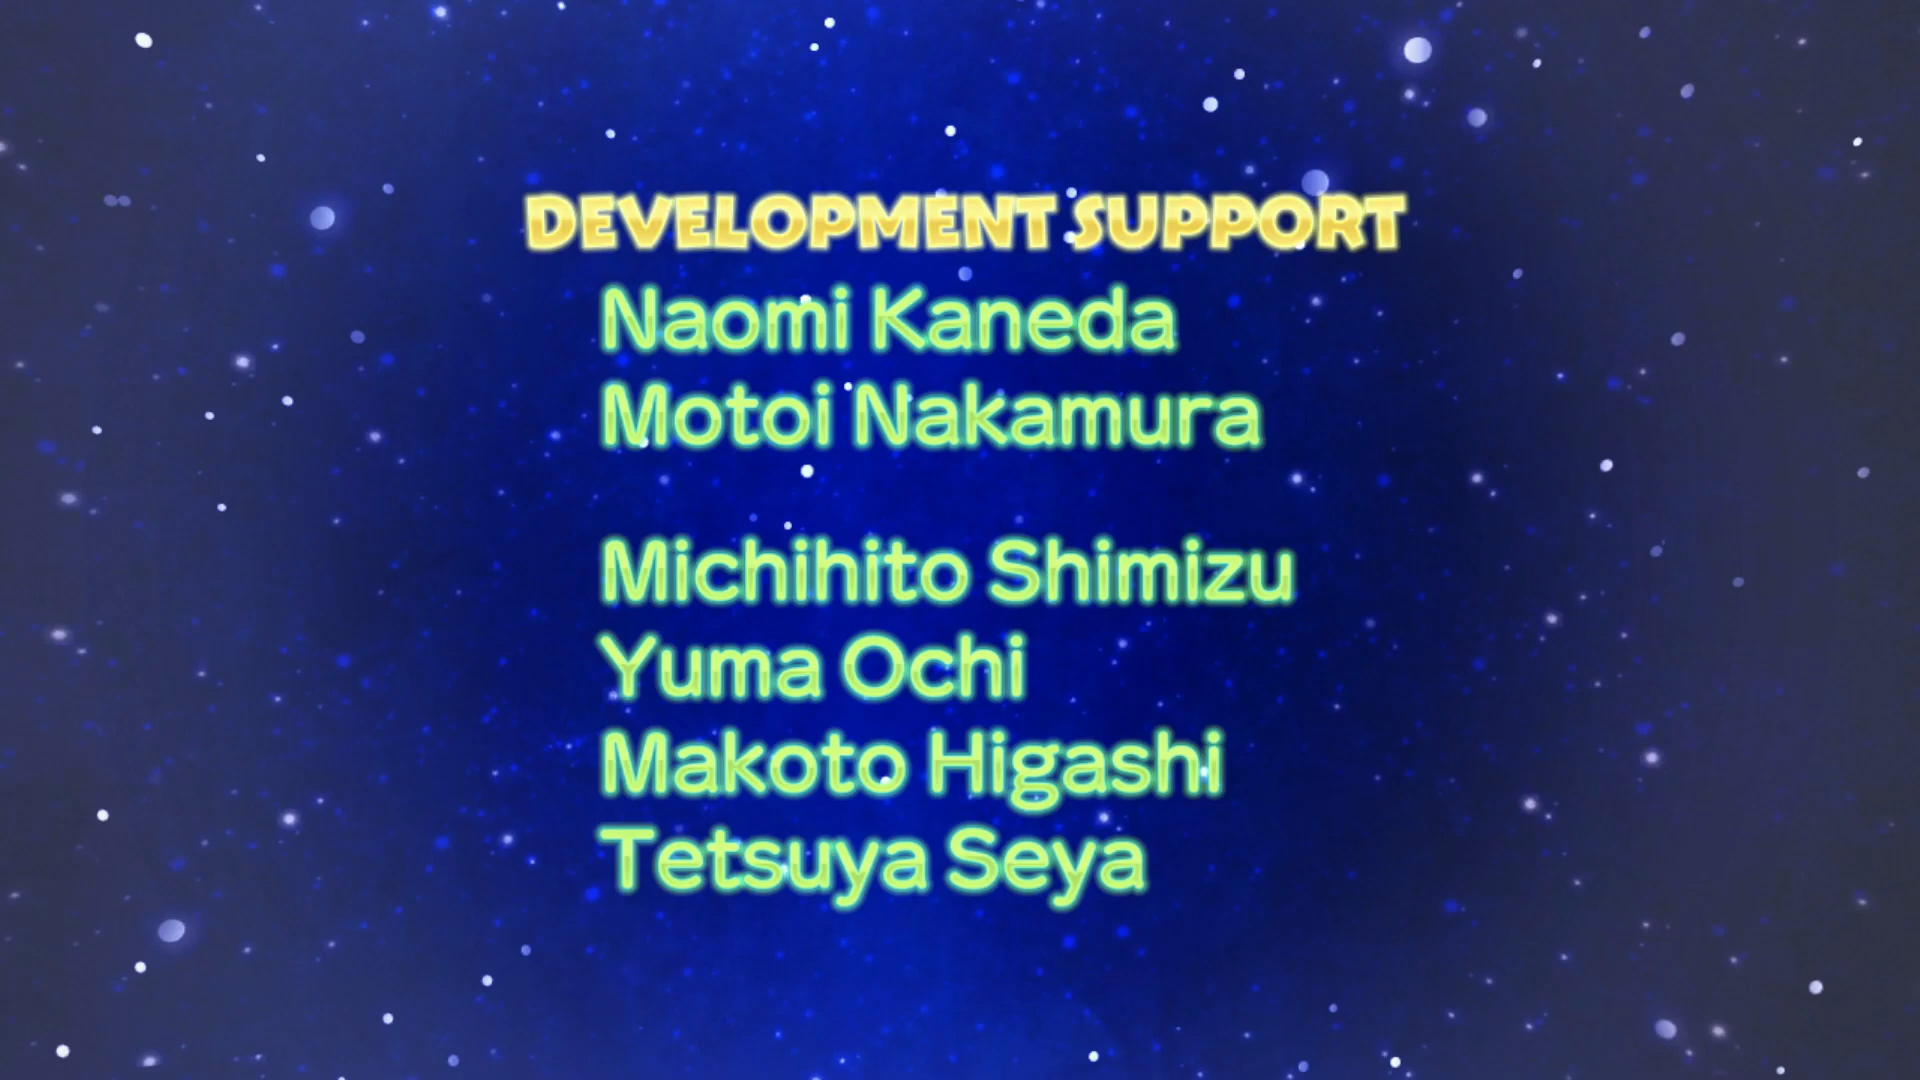 DEVELOPMENT SUPPORT
Naomi Kaneda
Motoi Nakamura
Michihito Shimizu
Yuma Ochi
Makoto Higashi
Tetsuya Seya